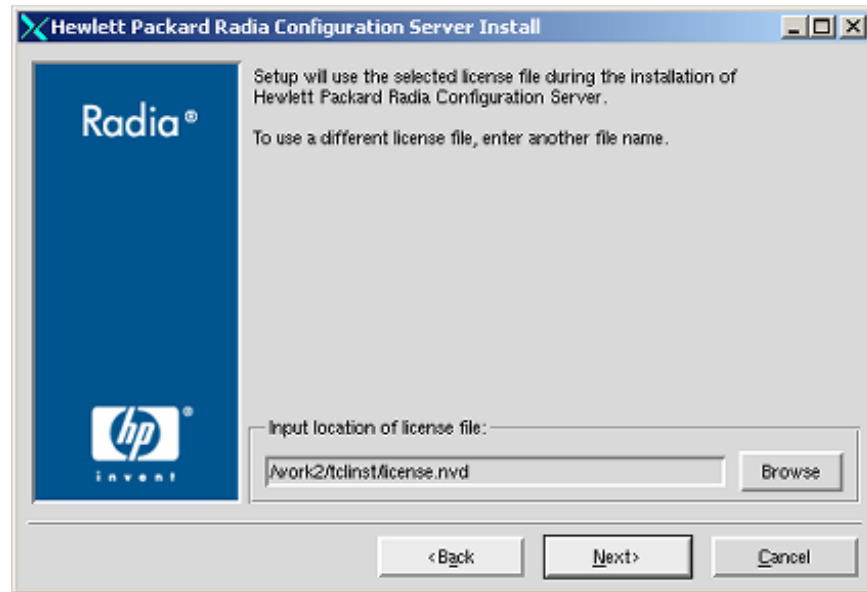 Hewlett Packard Radia Configuration Server Install
Radia®
Setup will use the selected license file during the installation of
Hewlett Packard Radia Configuration Server.
To use a different license file, enter another file name.
hp®
invent
Input location of license file:
/work2/tclinst/license.nvd
Browse
<Back
Next>
Cancel